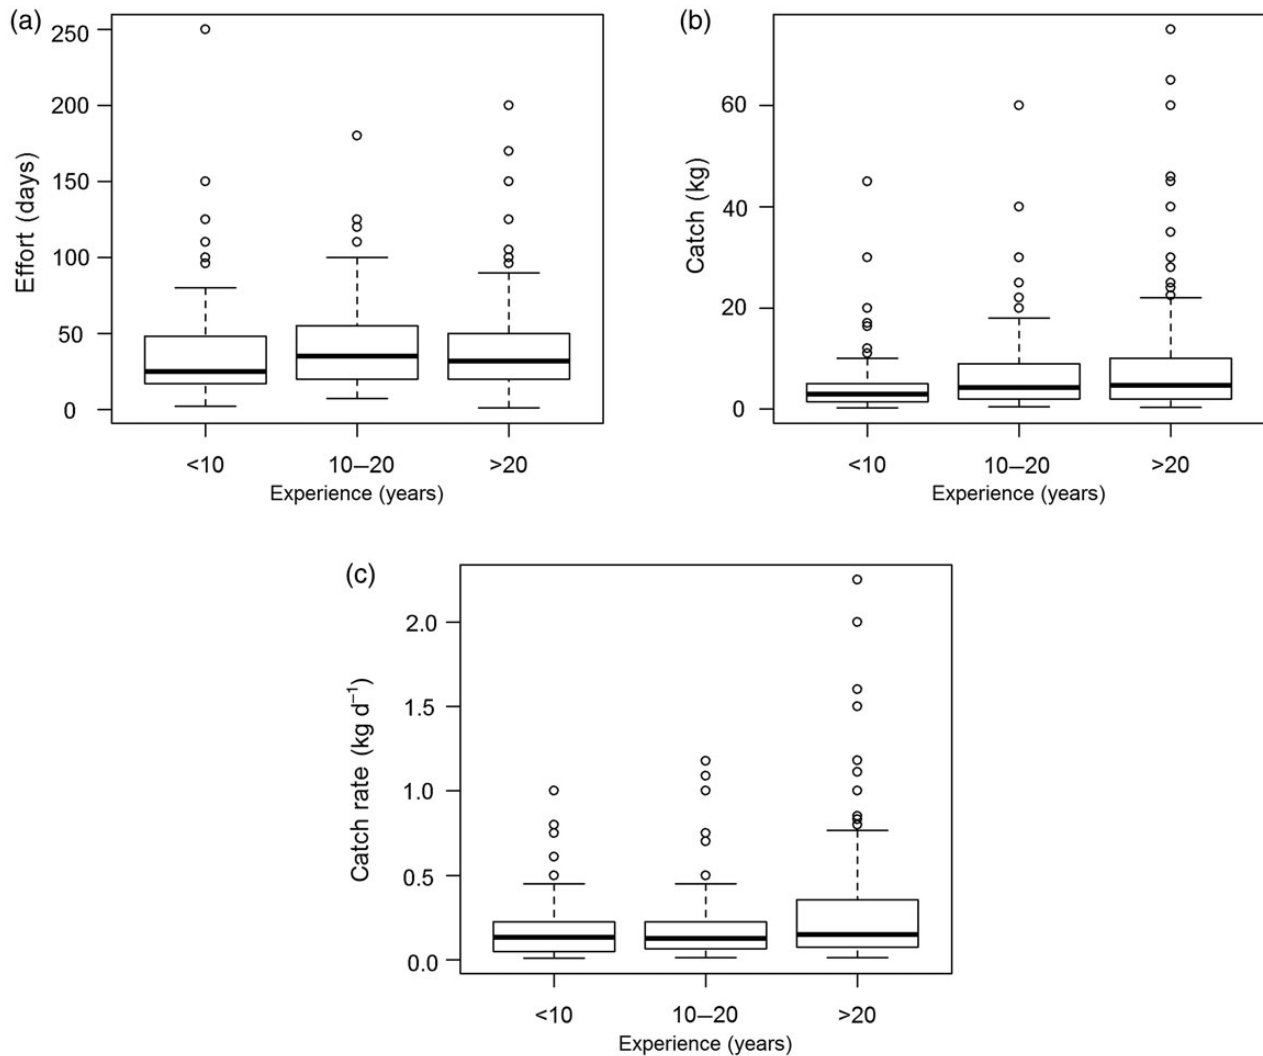 (a)
250
200
150
100
50
0
Effort (days)
<10 10–20 >20
Experience (years)
(b)
60
40
20
0
Catch (kg)
<10 10–20 >20
Experience (years)
(c)
2.0
1.5
1.0
0.5
0.0
Catch rate (kg d⁻¹)
<10 10–20 >20
Experience (years)